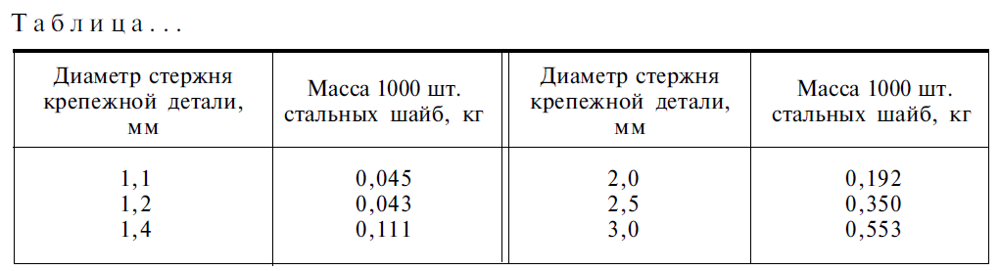 Таблица...
Диаметр стержня крепежной детали, мм | Масса 1000 шт. стальных шайб, кг | Диаметр стержня крепежной детали, мм | Масса 1000 шт. стальных шайб, кг
1,1 | 0,045 | 2,0 | 0,192
1,2 | 0,043 | 2,5 | 0,350
1,4 | 0,111 | 3,0 | 0,553